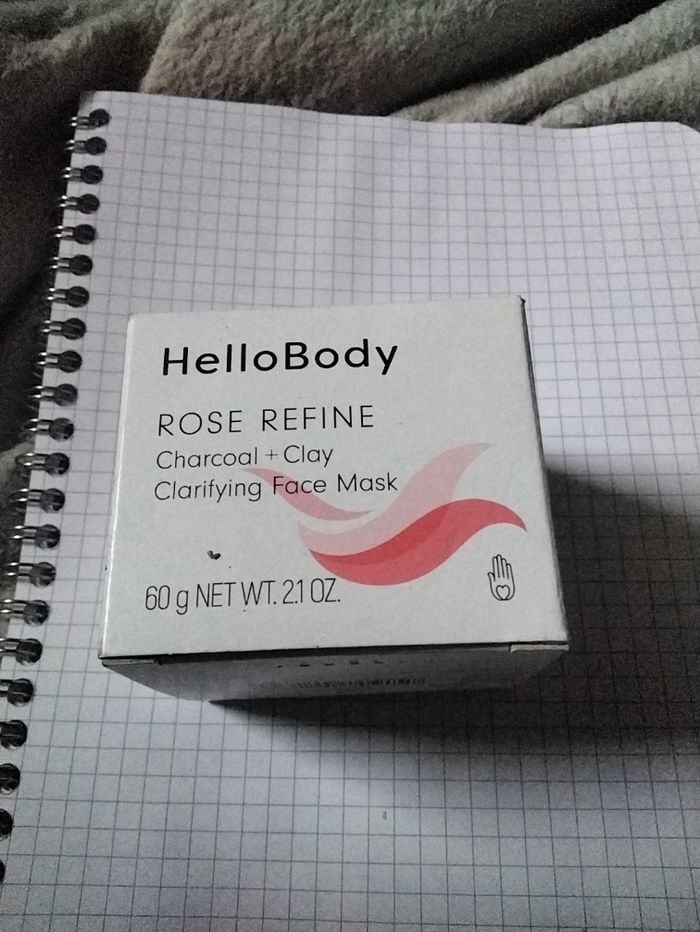 HelloBody
ROSE REFINE
Charcoal + Clay
Clarifying Face Mask
60 g NET WT. 2.1 OZ.